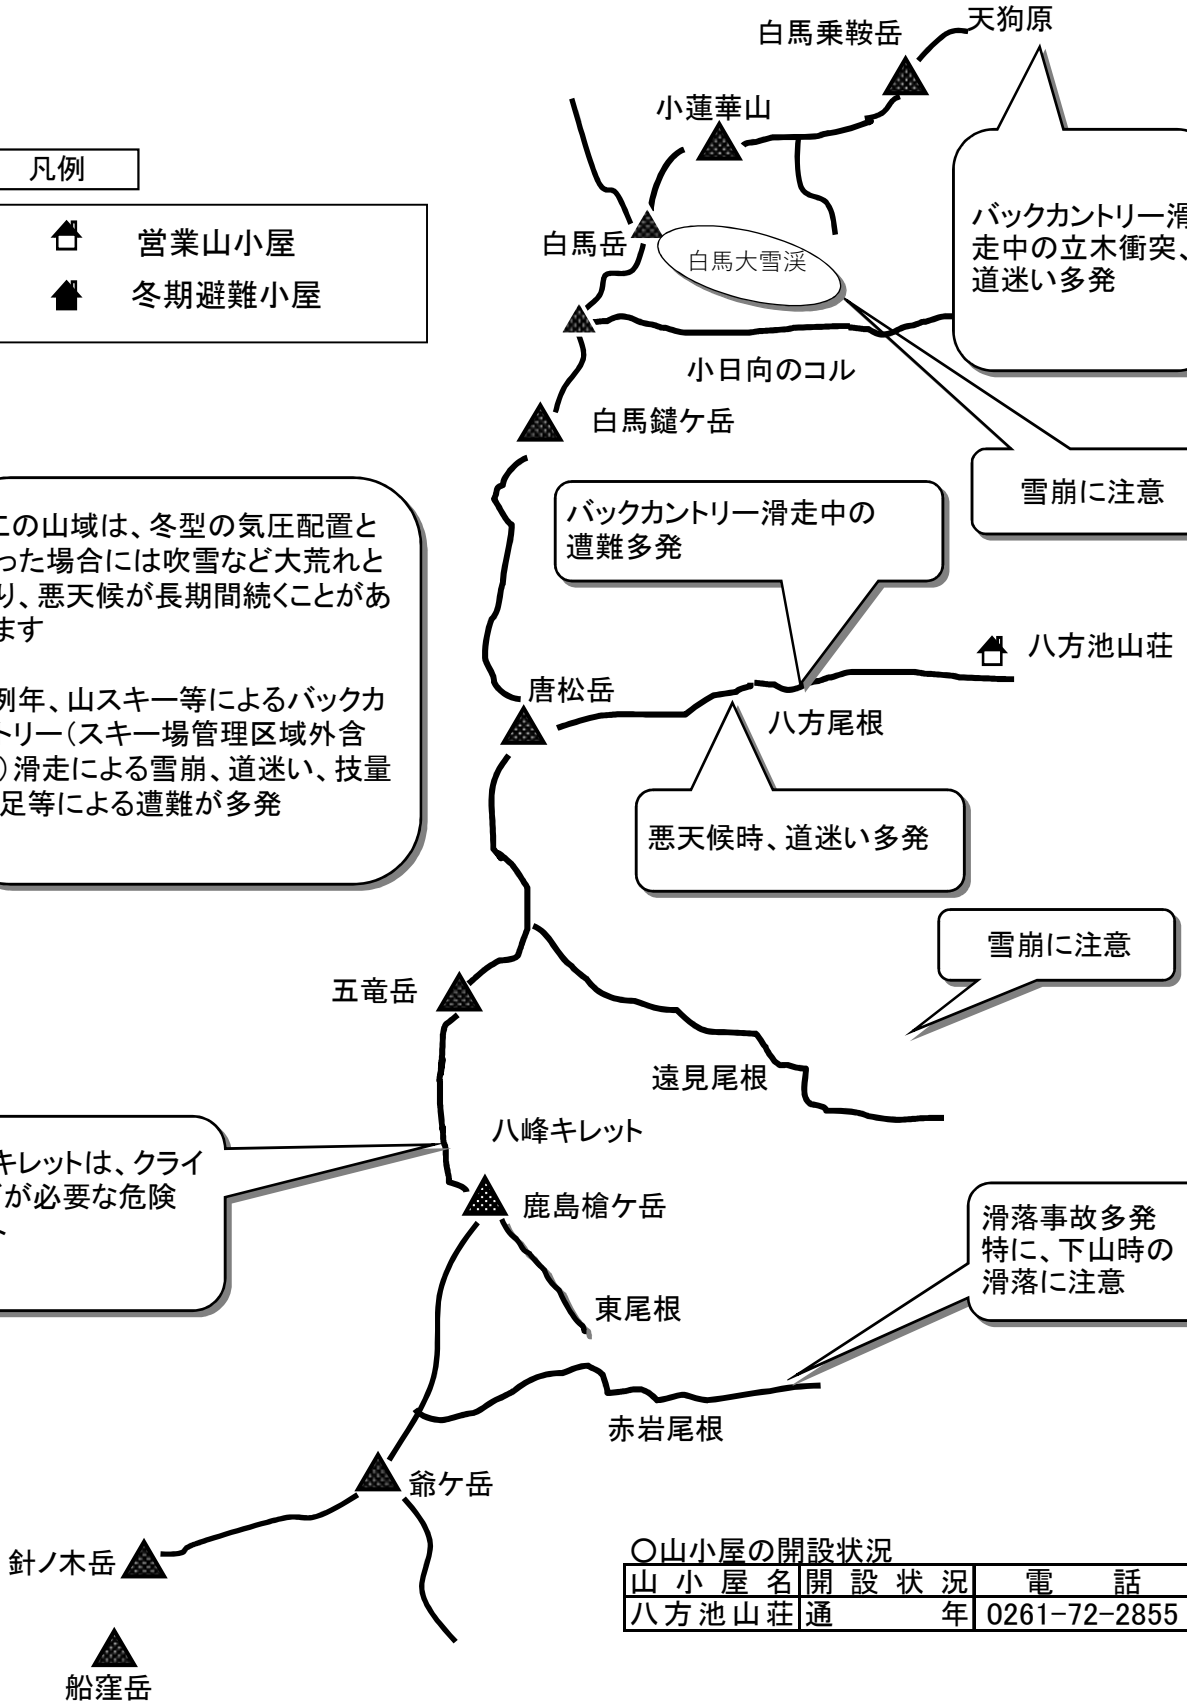 天狗原
白馬乗鞍岳
小蓮華山
凡例
営業山小屋
冬期避難小屋
バックカントリー滑
走中の立木衝突、
道迷い多発
白馬岳
白馬大雪渓
小日向のコル
白馬鑓ケ岳
雪崩に注意
バックカントリー滑走中の
遭難多発
この山域は、冬型の気圧配置と
った場合には吹雪など大荒れと
り、悪天候が長期間続くことがあ
ます
例年、山スキー等によるバックカ
トリー(スキー場管理区域外含
)滑走による雪崩、道迷い、技量
足等による遭難が多発
八方池山荘
唐松岳
八方尾根
悪天候時、道迷い多発
雪崩に注意
五竜岳
遠見尾根
八峰キレット
キレットは、クライ
が必要な危険
鹿島槍ケ岳
滑落事故多発
特に、下山時の
滑落に注意
東尾根
赤岩尾根
爺ケ岳
針ノ木岳
船窪岳
〇山小屋の開設状況
山小屋名 開設状況 電話
八方池山荘 通年 0261-72-2855